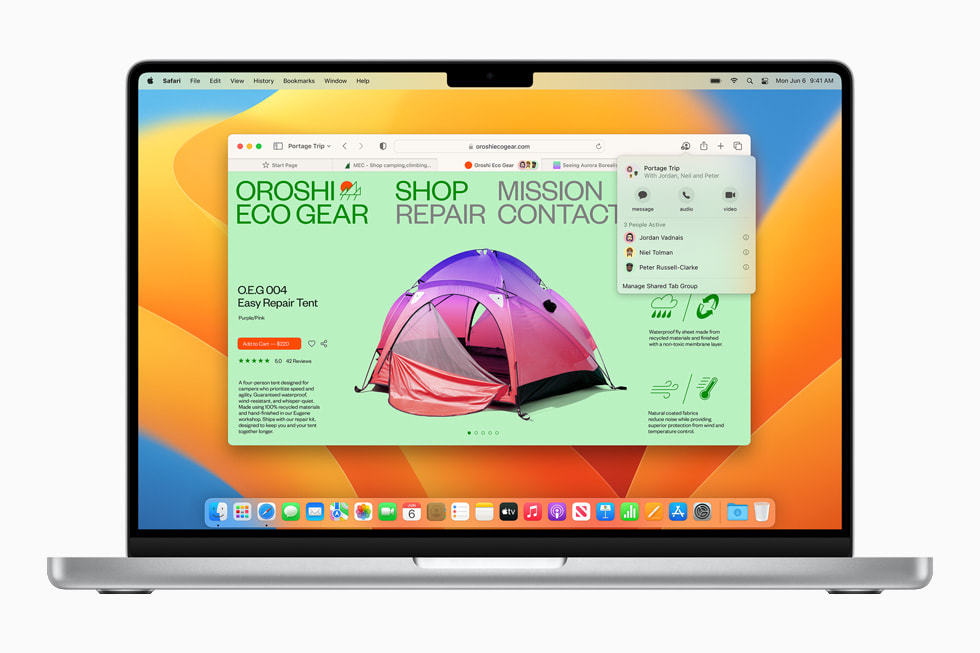 Safari File Edit View History Bookmarks Window Help Mon Jun 6 9:41 AM
Portage Trip
oroshiecogear.com
Start Page
MEC - Shop camping, climbing...
Oroshi Eco Gear
Seeing Aurora Boreali
OROSHI
ECO GEAR
SHOP
REPAIR
MISSION
CONTACT
Portage Trip
With Jordan, Neil and Peter
message audio video
3 People Active
Jordan Vadnais
Niel Tolman
Peter Russell-Clarke
Manage Shared Tab Group
O.E.G 004
Easy Repair Tent
Purple/Pink
Add to Cart — $220
5.0 42 Reviews
A four-person tent designed for
campers who prioritize speed and
agility. Guaranteed waterproof,
wind-resistant, and whisper-quiet.
Made using 100% recycled materials
and hand-finished in our Eugene
workshop. Ships with our repair kit,
designed to keep you and your tent
together longer.
Waterproof fly sheet made from
recycled materials and finished
with a non-toxic membrane layer.
Natural coated fabrics
reduce noise while providing
superior protection from wind and
temperature control.
JUN
6
tv